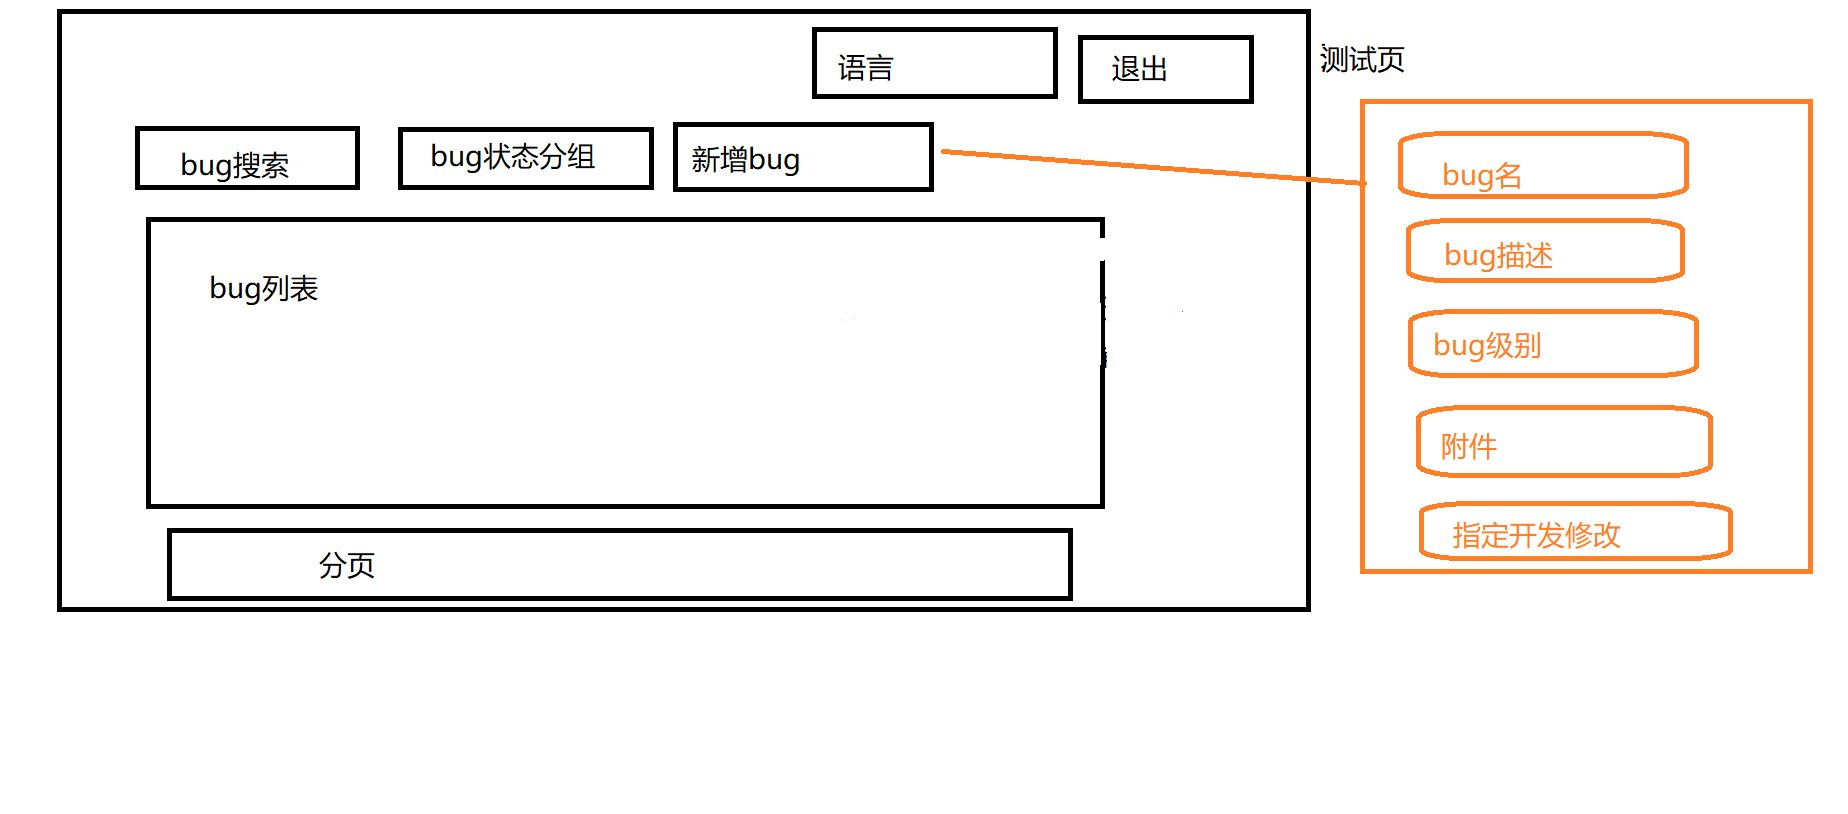 语言
退出
测试页
bug搜索
bug状态分组
新增bug
bug列表
分页
bug名
bug描述
bug级别
附件
指定开发修改